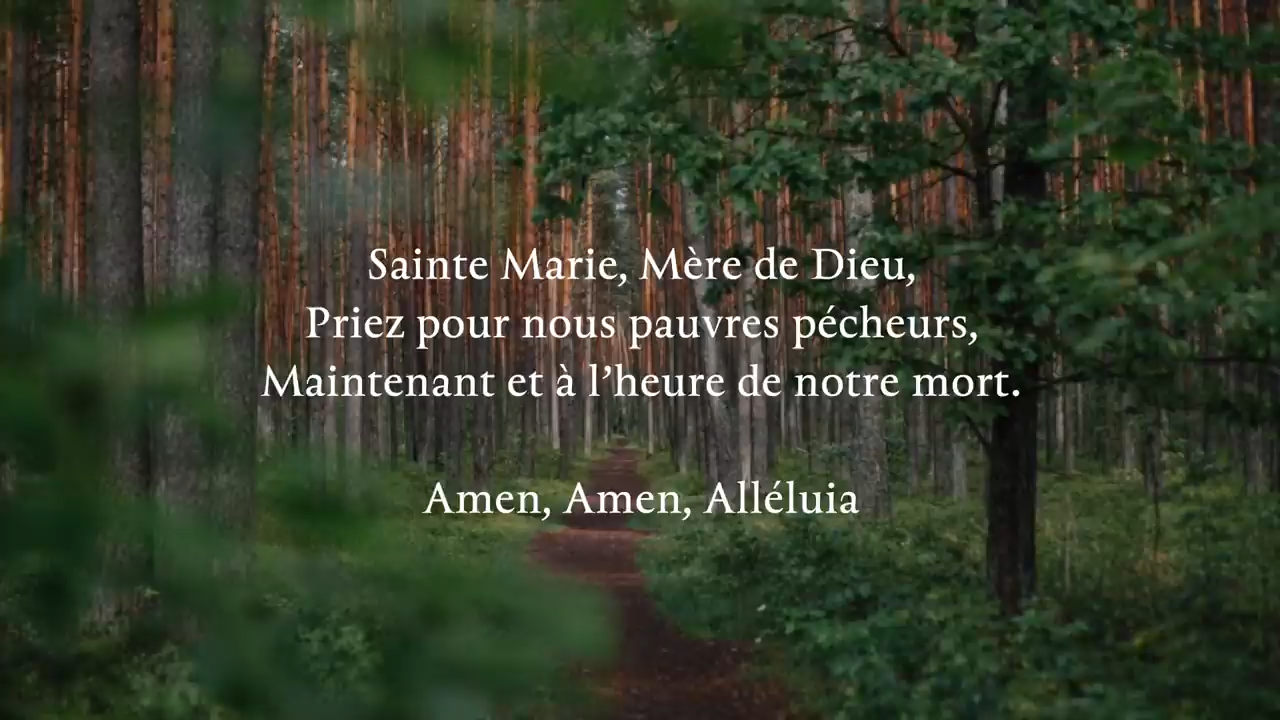 Sainte Marie, Mère de Dieu,
Priez pour nous pauvres pécheurs,
Maintenant et à l’heure de notre mort.
Amen, Amen, Alléluia